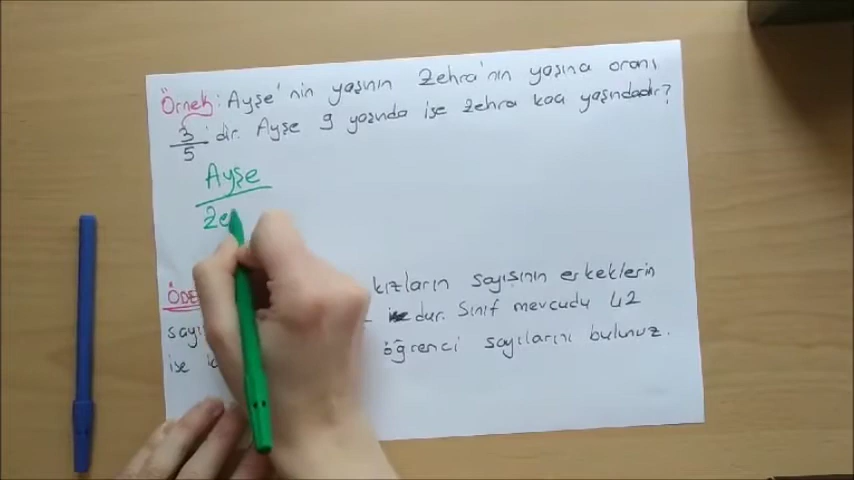 Örnek: Ayşe'nin yaşının Zehra'nın yaşına oranı
3/5 'dir. Ayşe 9 yaşında ise Zehra kaç yaşındadır?
Ayşe
Ze
kızların sayısının erkeklerin
dur. Sınıf mevcudu 42
ise öğrenci sayılarını bulunuz.